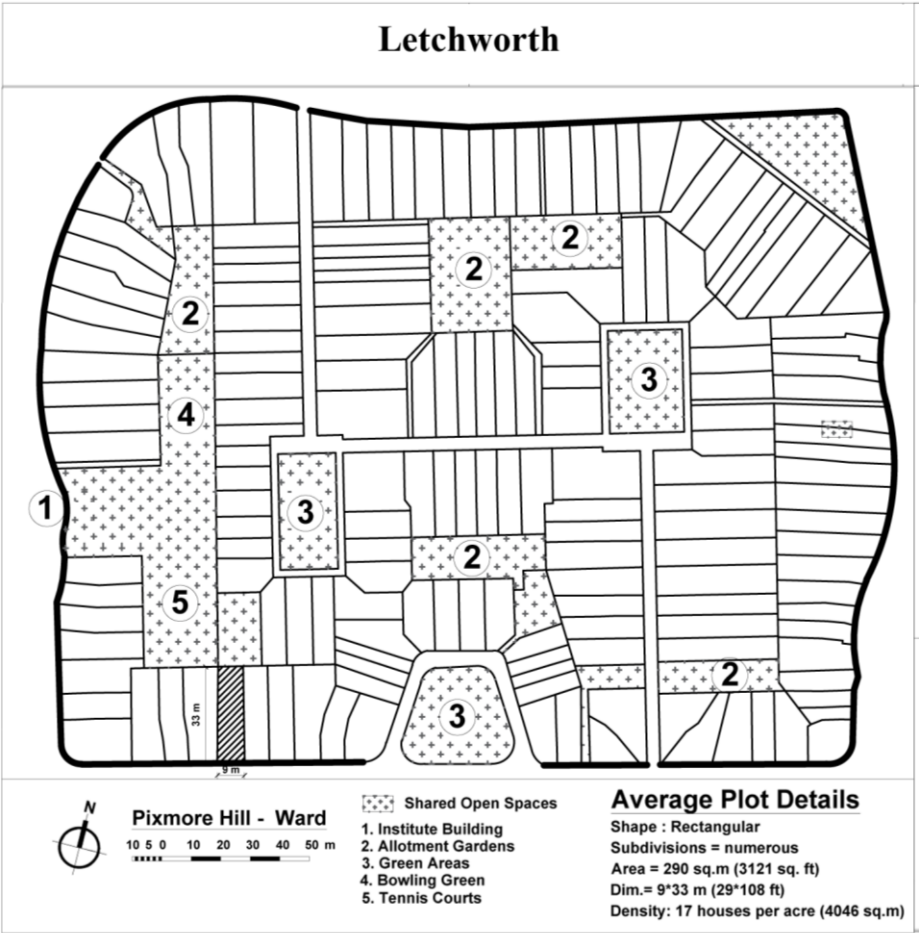 Letchworth
2
2
2
3
4
1
3
2
5
2
3
33 m
9 m
N
Pixmore Hill - Ward
10 5 0 10 20 30 40 50 m
Shared Open Spaces
1. Institute Building
2. Allotment Gardens
3. Green Areas
4. Bowling Green
5. Tennis Courts
Average Plot Details
Shape : Rectangular
Subdivisions = numerous
Area = 290 sq.m (3121 sq. ft)
Dim.= 9*33 m (29*108 ft)
Density: 17 houses per acre (4046 sq.m)